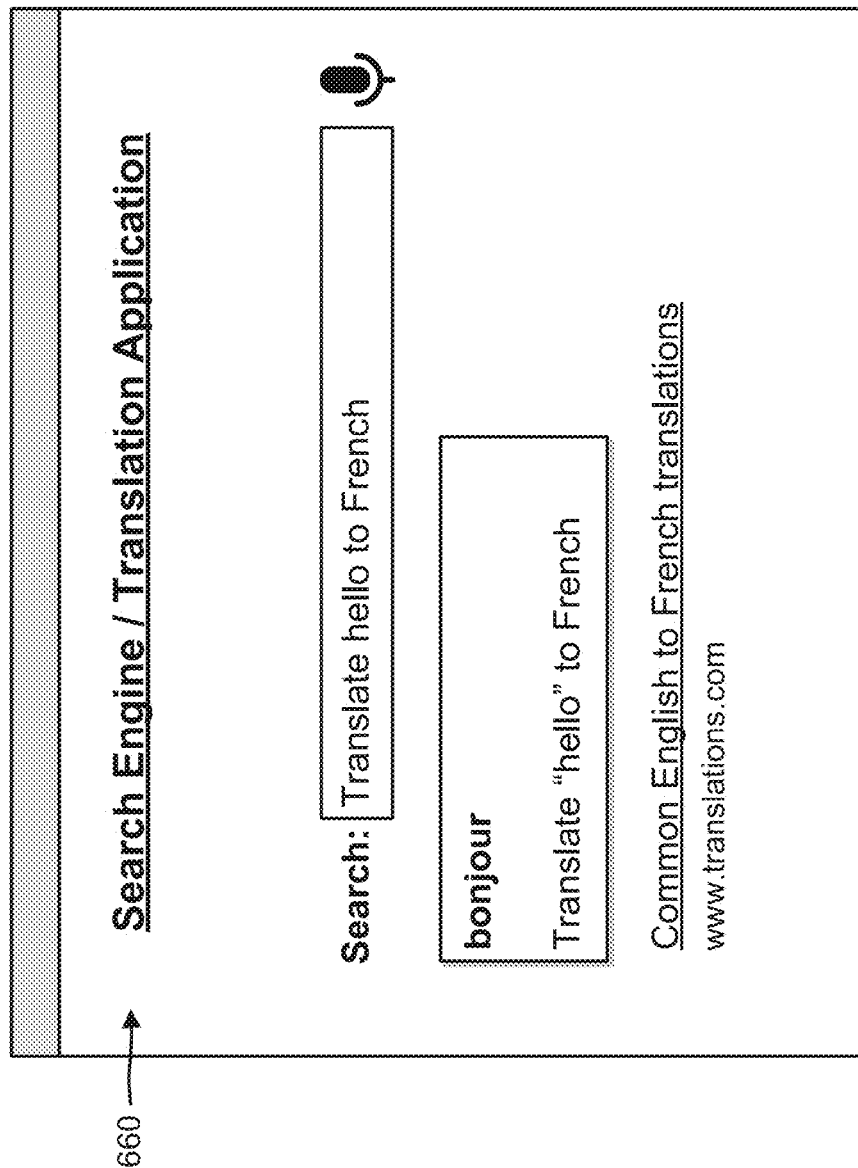 660
Search Engine / Translation Application
Search: Translate hello to French
bonjour
Translate “hello” to French
Common English to French translations
www.translations.com